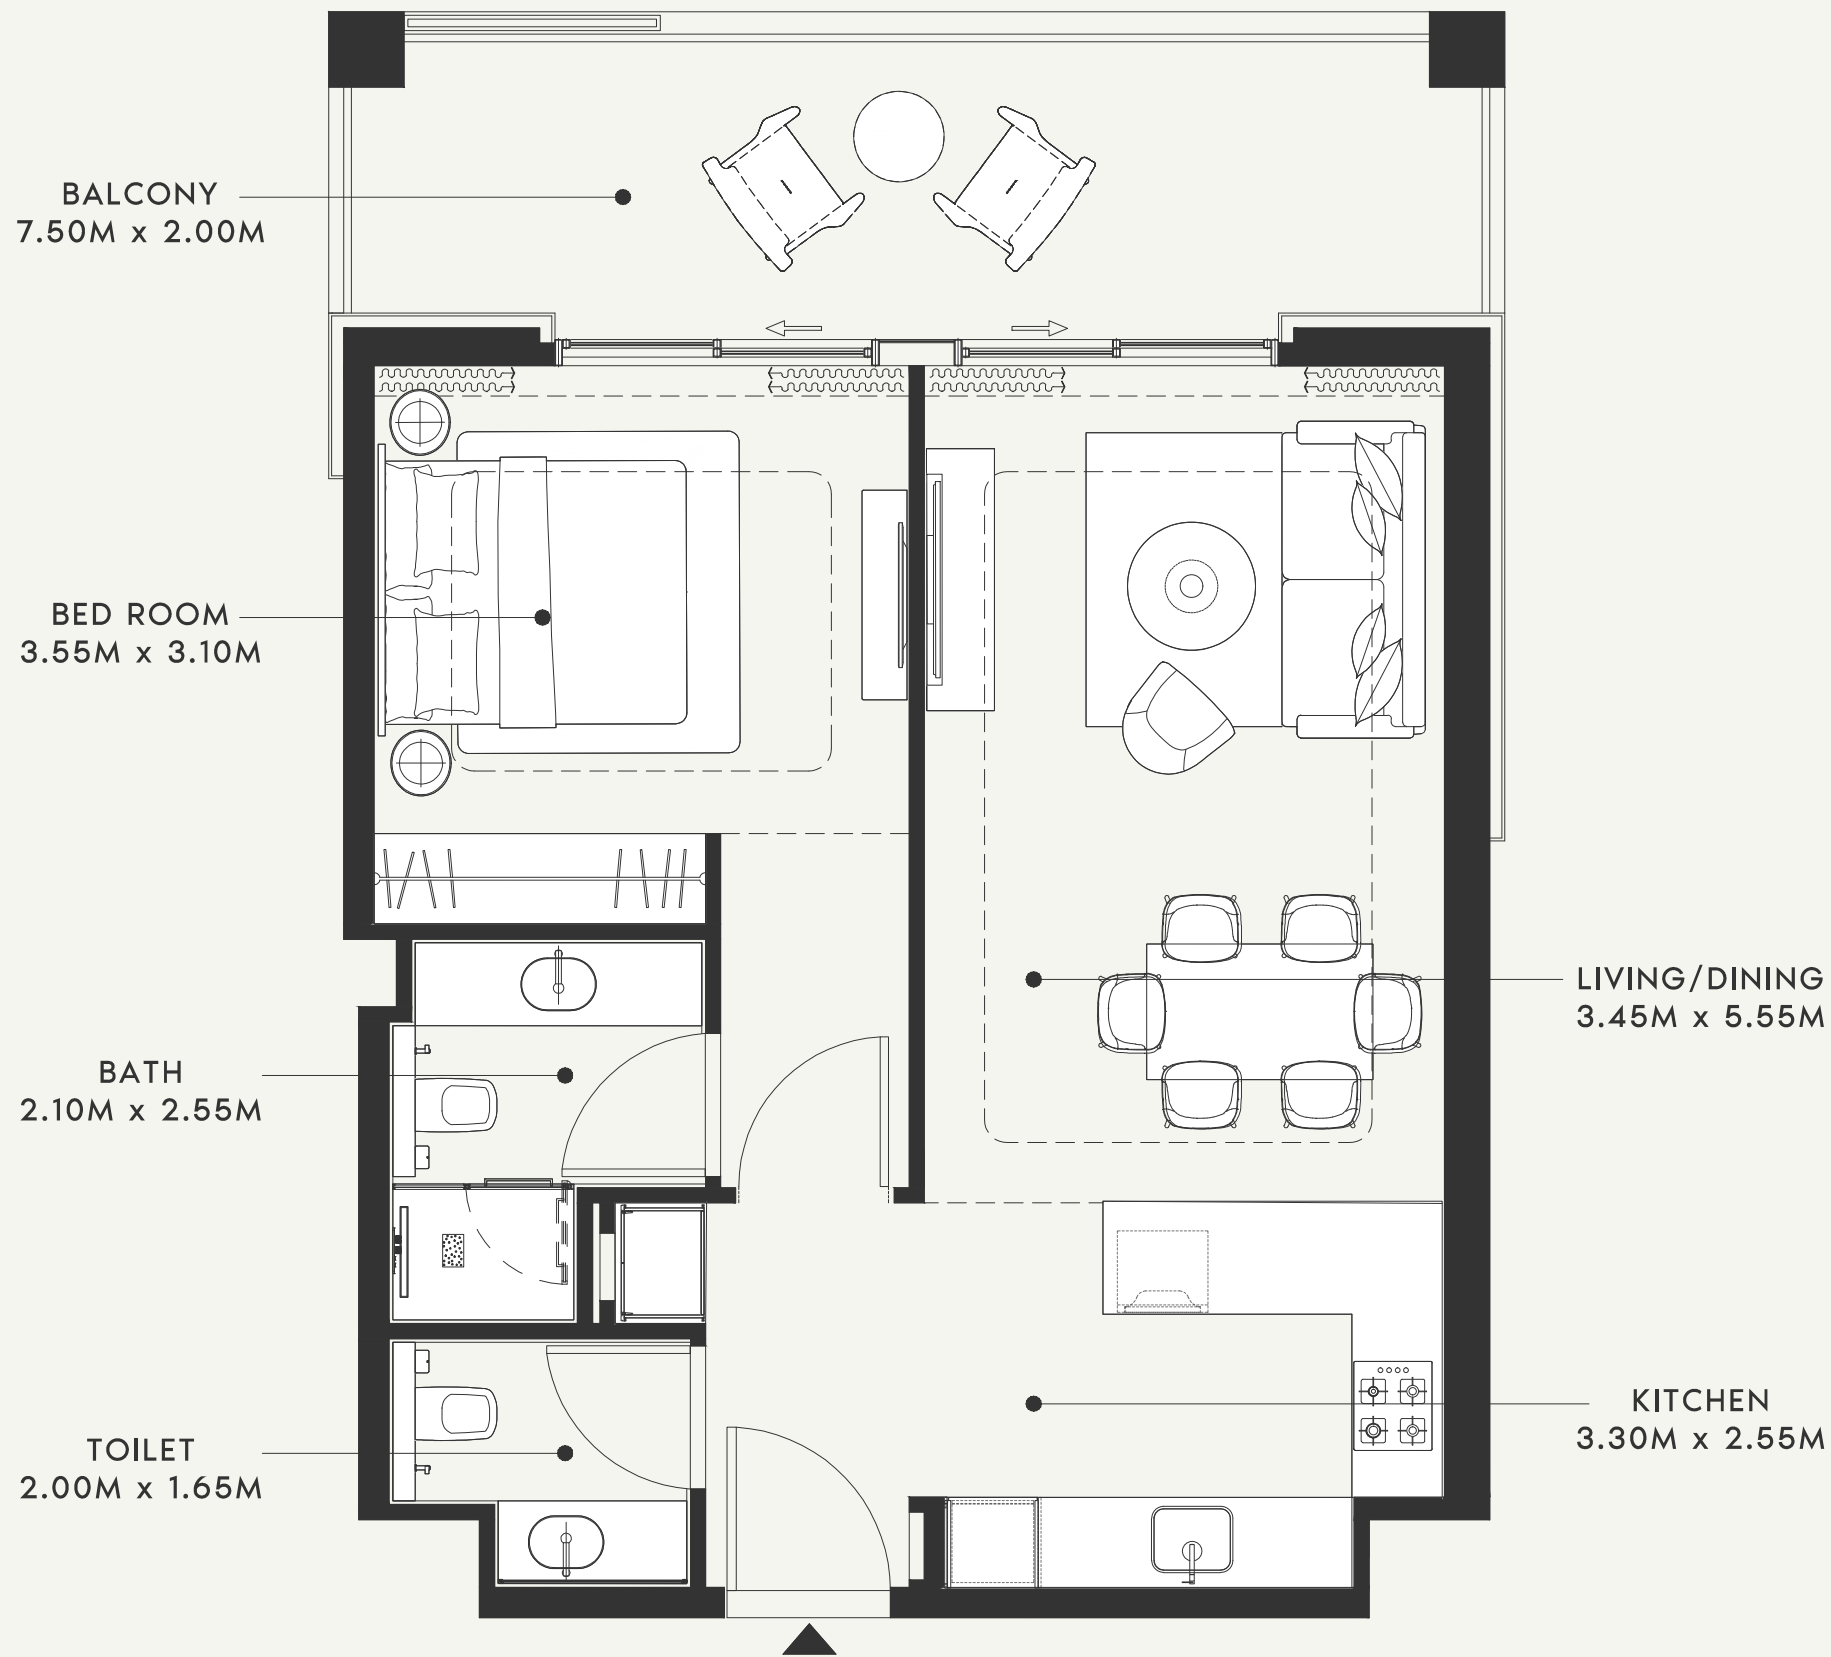 BALCONY
7.50M x 2.00M
BED ROOM
3.55M x 3.10M
LIVING/DINING
3.45M x 5.55M
BATH
2.10M x 2.55M
KITCHEN
3.30M x 2.55M
TOILET
2.00M x 1.65M